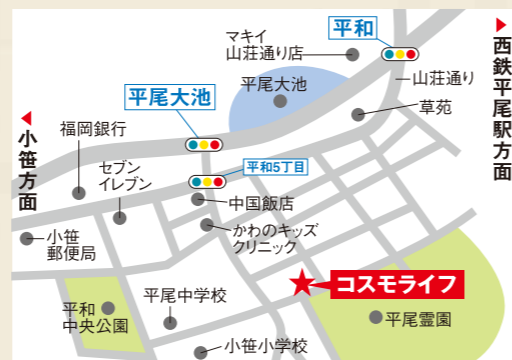 マキイ
山荘通り店
平和
西鉄平尾駅方面
平尾大池
山荘通り
草苑
平尾大池
小笹方面
福岡銀行
セブン
イレブン
平和5丁目
中国飯店
かわのキッズ
クリニック
小笹
郵便局
コスモライフ
平和
中央公園
平尾中学校
平尾霊園
小笹小学校